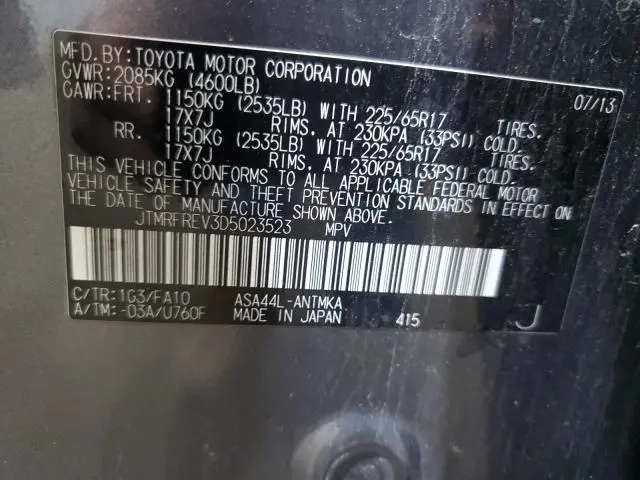 MFD.BY:TOYOTA MOTOR CORPORATION 07/13
GVWR:2085KG (4600LB)
GAWR:FRT. 1150KG (2535LB) WITH 225/65R17 TIRES.
17X7J RIMS, AT 230KPA (33PSI) COLD.
RR. 1150KG (2535LB) WITH 225/65R17 TIRES.
17X7J RIMS, AT 230KPA (33PSI) COLD.
THIS VEHICLE CONFORMS TO ALL APPLICABLE FEDERAL MOTOR
VEHICLE SAFETY AND THEFT PREVENTION STANDARDS IN EFFECT ON
THE DATE OF MANUFACTURE SHOWN ABOVE.
JTMRFREV3D5023523 MPV
C/TR:1G3/FA10 ASA44L-ANTMKA
A/TM:-03A/U760F MADE IN JAPAN 415 J